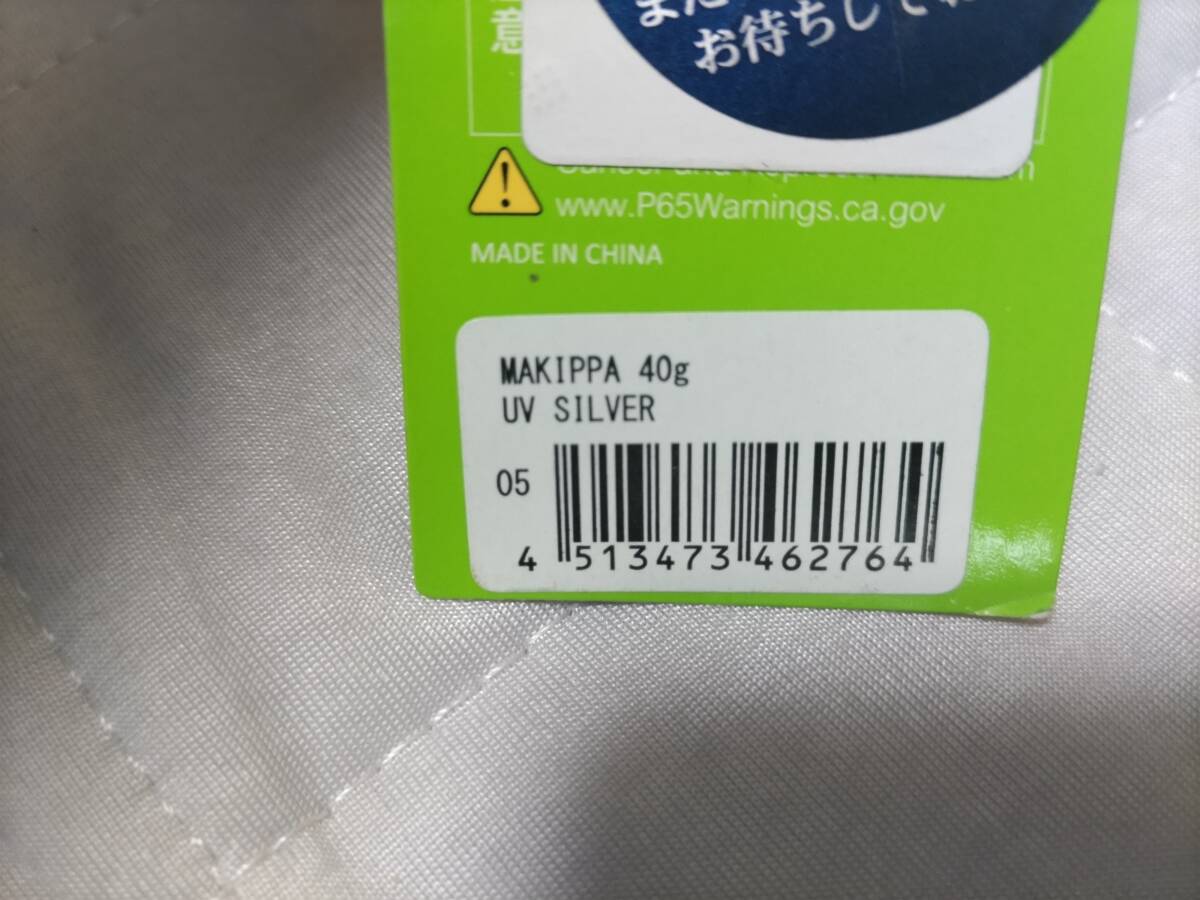 意
お待ちして
www.P65Warnings.ca.gov
MADE IN CHINA
MAKIPPA 40g
UV SILVER
05
4 513473 462764